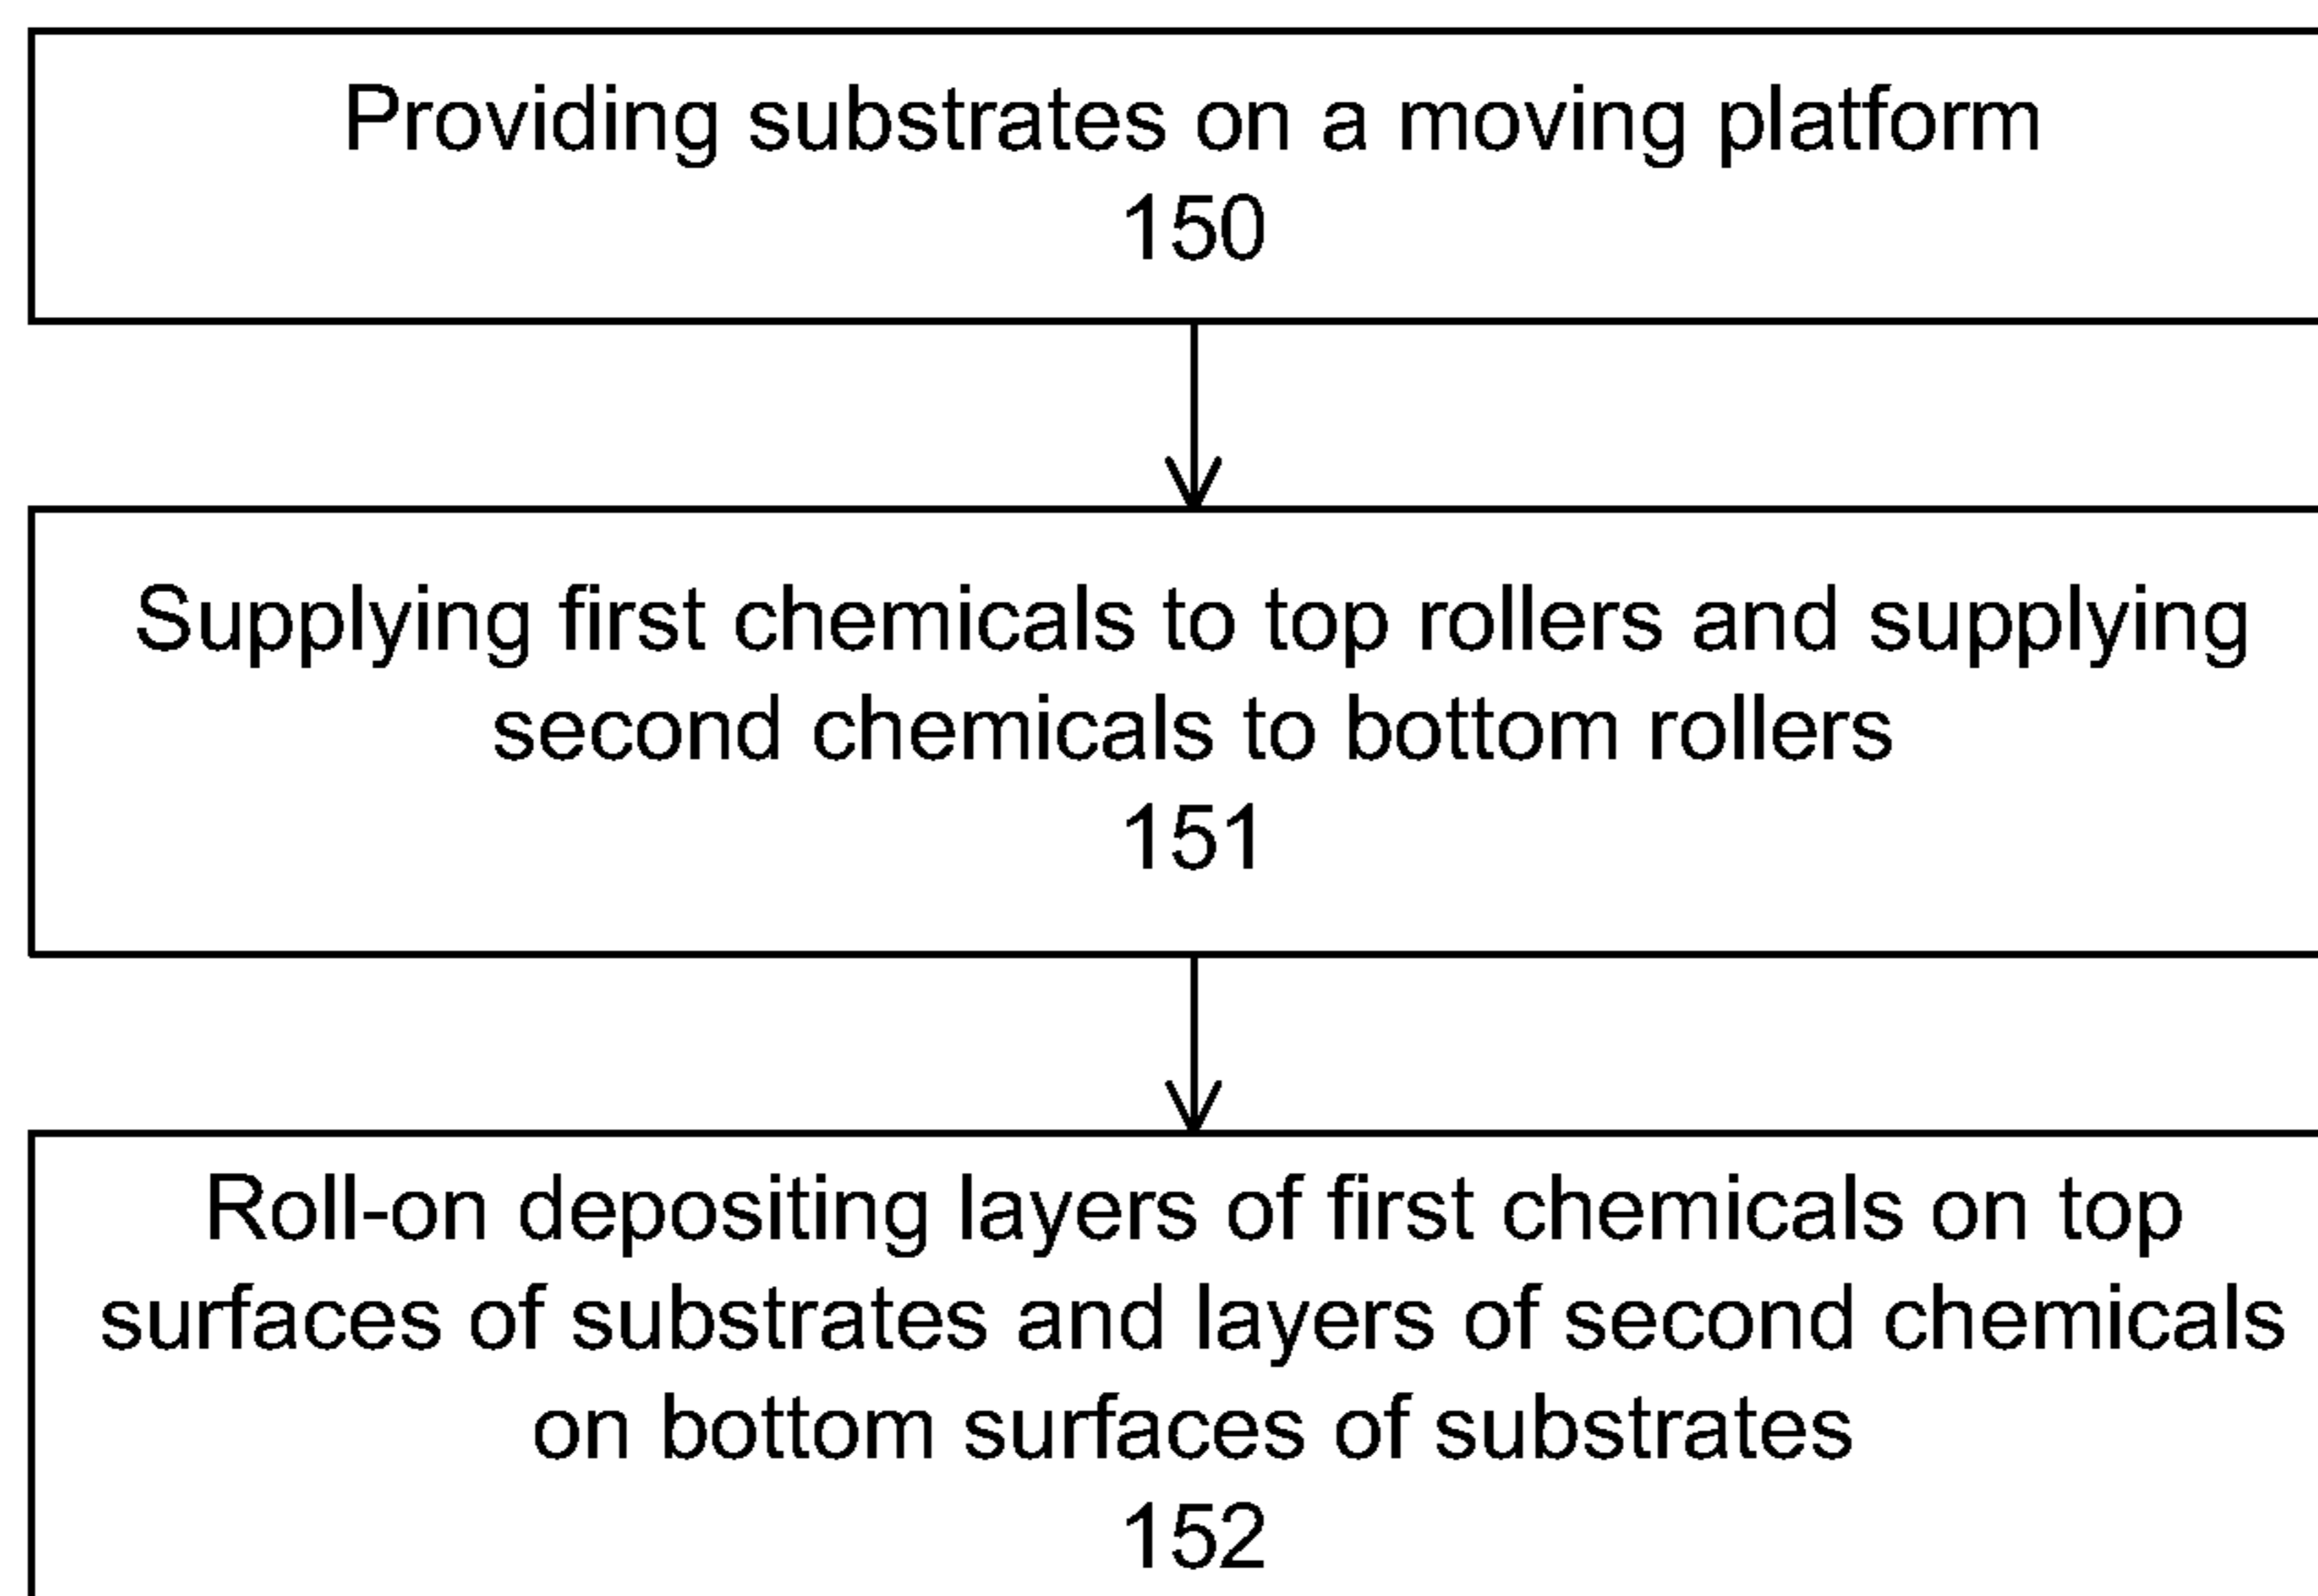 Providing substrates on a moving platform
150
Supplying first chemicals to top rollers and supplying
second chemicals to bottom rollers
151
Roll-on depositing layers of first chemicals on top
surfaces of substrates and layers of second chemicals
on bottom surfaces of substrates
152